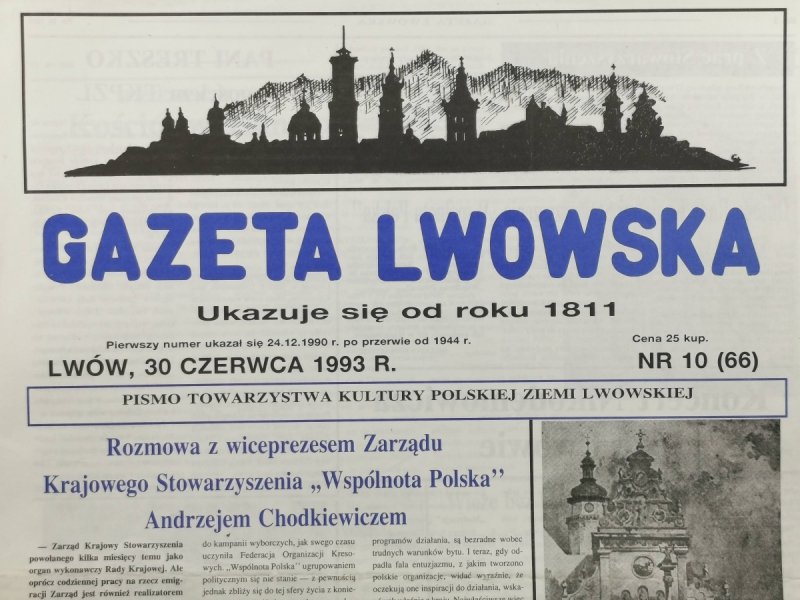 GAZETA LWOWSKA
Ukazuje się od roku 1811
Pierwszy numer ukazał się 24.12.1990 r. po przerwie od 1944 r.
Cena 25 kup.
LWÓW, 30 CZERWCA 1993 R.
NR 10 (66)
PISMO TOWARZYSTWA KULTURY POLSKIEJ ZIEMI LWOWSKIEJ
Rozmowa z wiceprezesem Zarządu
Krajowego Stowarzyszenia „Wspólnota Polska”
Andrzejem Chodkiewiczem
— Zarząd Krajowy Stowarzyszenia
powołanego kilka miesięcy temu jako
organ wykonawczy Rady Krajowej. Ale
oprócz codziennej pracy na rzecz emig-
racji Zarząd jest również realizatorem
do kampanii wyborczych, jak swego czasu
uczyniła Federacja Organizacji Kreso-
wych. „Wspólnota Polska” ugrupowaniem
politycznym się nie stanie — z pewnością
jednak zbliży się do tej sfery życia z konie-
programów działania, są bezradne wobec
trudnych warunków bytu. I teraz, gdy od-
padła fala entuzjazmu, z jakim tworzono
polskie organizacje, widać wyraźnie, że
oczekują one inspiracji do działania, wska-